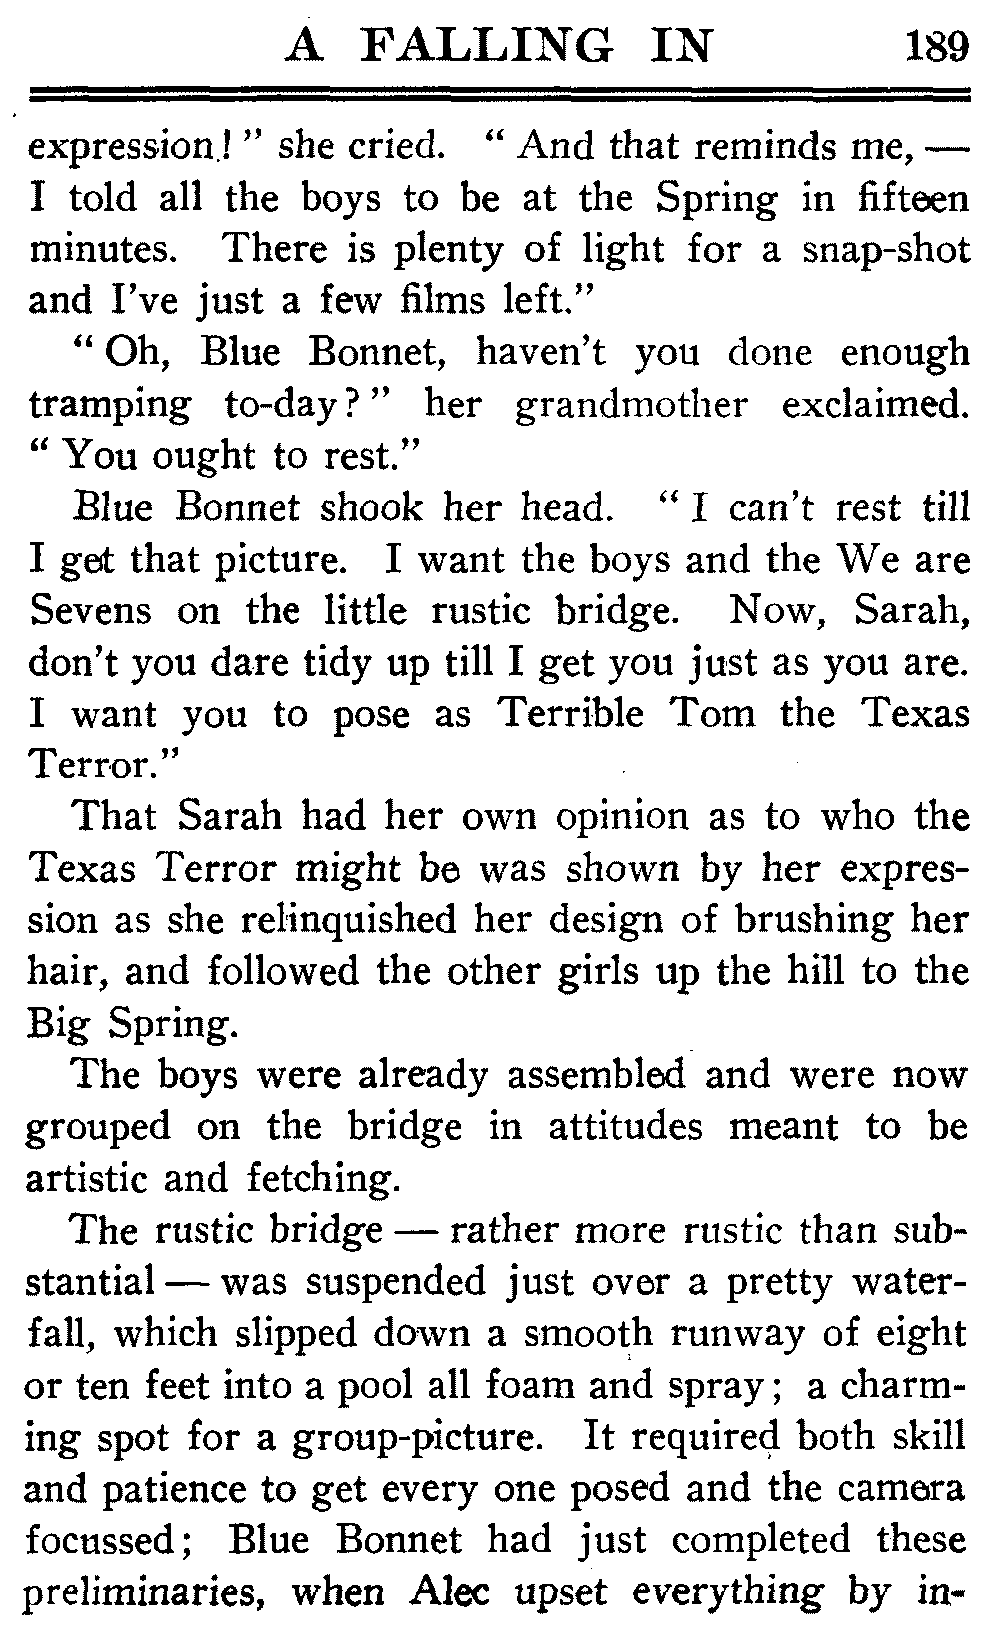 A FALLING IN 189
expression! " she cried. " And that reminds me, —
I told all the boys to be at the Spring in fifteen
minutes. There is plenty of light for a snap-shot
and I've just a few films left."
" Oh, Blue Bonnet, haven't you done enough
tramping to-day? " her grandmother exclaimed.
" You ought to rest."
Blue Bonnet shook her head. " I can't rest till
I get that picture. I want the boys and the We are
Sevens on the little rustic bridge. Now, Sarah,
don't you dare tidy up till I get you just as you are.
I want you to pose as Terrible Tom the Texas
Terror."
That Sarah had her own opinion as to who the
Texas Terror might be was shown by her expres-
sion as she relinquished her design of brushing her
hair, and followed the other girls up the hill to the
Big Spring.
The boys were already assembled and were now
grouped on the bridge in attitudes meant to be
artistic and fetching.
The rustic bridge — rather more rustic than sub-
stantial — was suspended just over a pretty water-
fall, which slipped down a smooth runway of eight
or ten feet into a pool all foam and spray; a charm-
ing spot for a group-picture. It required both skill
and patience to get every one posed and the camera
focussed; Blue Bonnet had just completed these
preliminaries, when Alec upset everything by in-